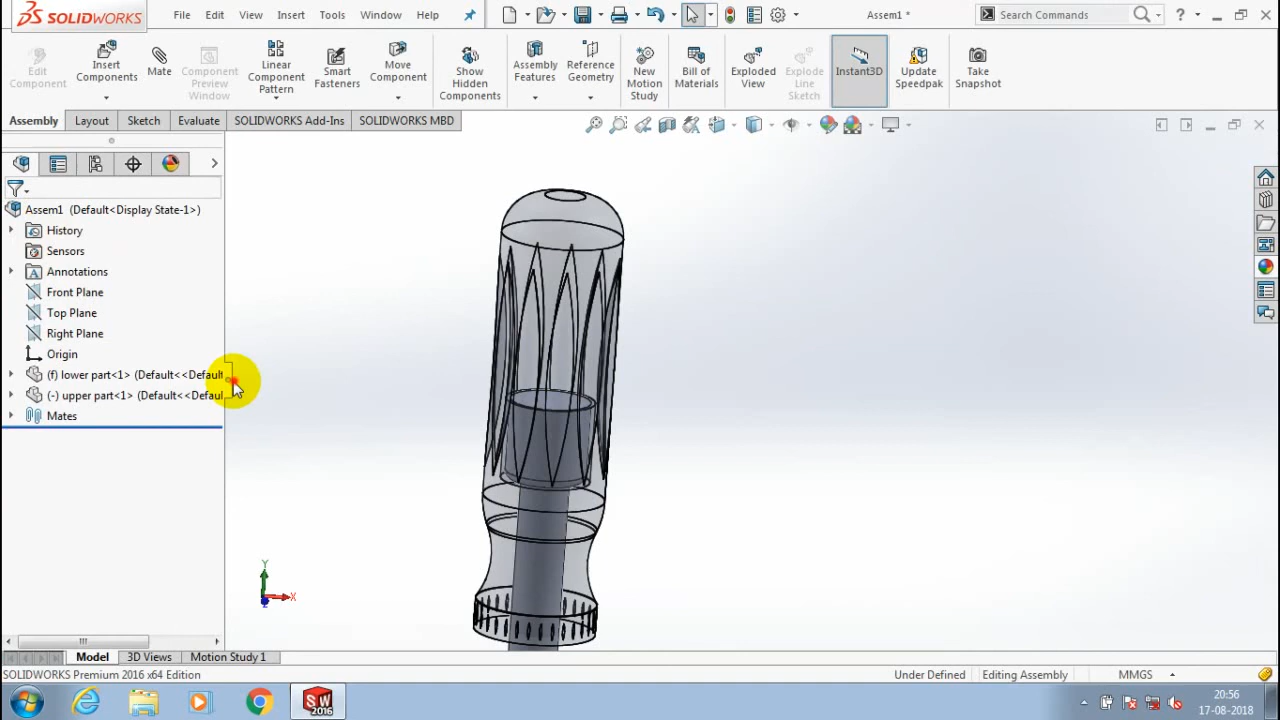 SOLIDWORKS File Edit View Insert Tools Window Help Assem1 * Search Commands ?
Edit Component
Insert Components
Mate
Component Preview Window
Linear Component Pattern
Smart Fasteners
Move Component
Show Hidden Components
Assembly Features
Reference Geometry
New Motion Study
Bill of Materials
Exploded View
Explode Line Sketch
Instant3D
Update Speedpak
Take Snapshot
Assembly Layout Sketch Evaluate SOLIDWORKS Add-Ins SOLIDWORKS MBD
Assem1 (Default<Display State-1>)
History
Sensors
Annotations
Front Plane
Top Plane
Right Plane
Origin
(f) lower part<1> (Default<<Default
(-) upper part<1> (Default<<Defaul
Mates
Y
X
Z
Model 3D Views Motion Study 1
SOLIDWORKS Premium 2016 x64 Edition Under Defined Editing Assembly MMGS
SW 2016
20:56
17-08-2018